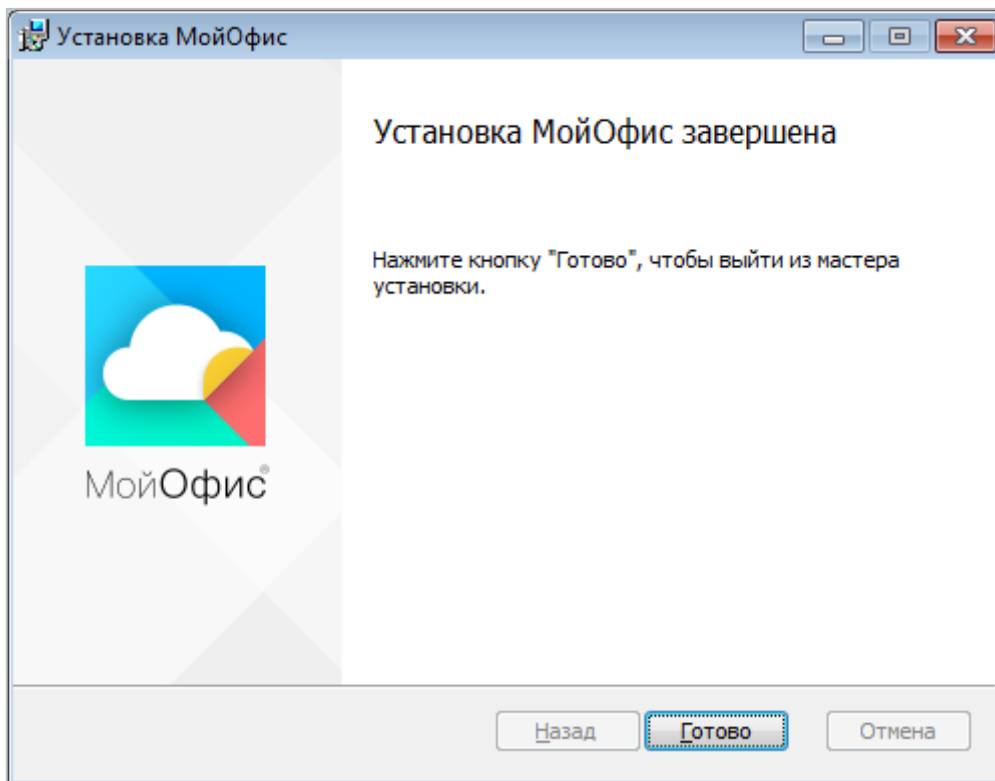 Установка МойОфис
Установка МойОфис завершена
Нажмите кнопку "Готово", чтобы выйти из мастера
установки.
МойОфис®
Назад
Готово
Отмена